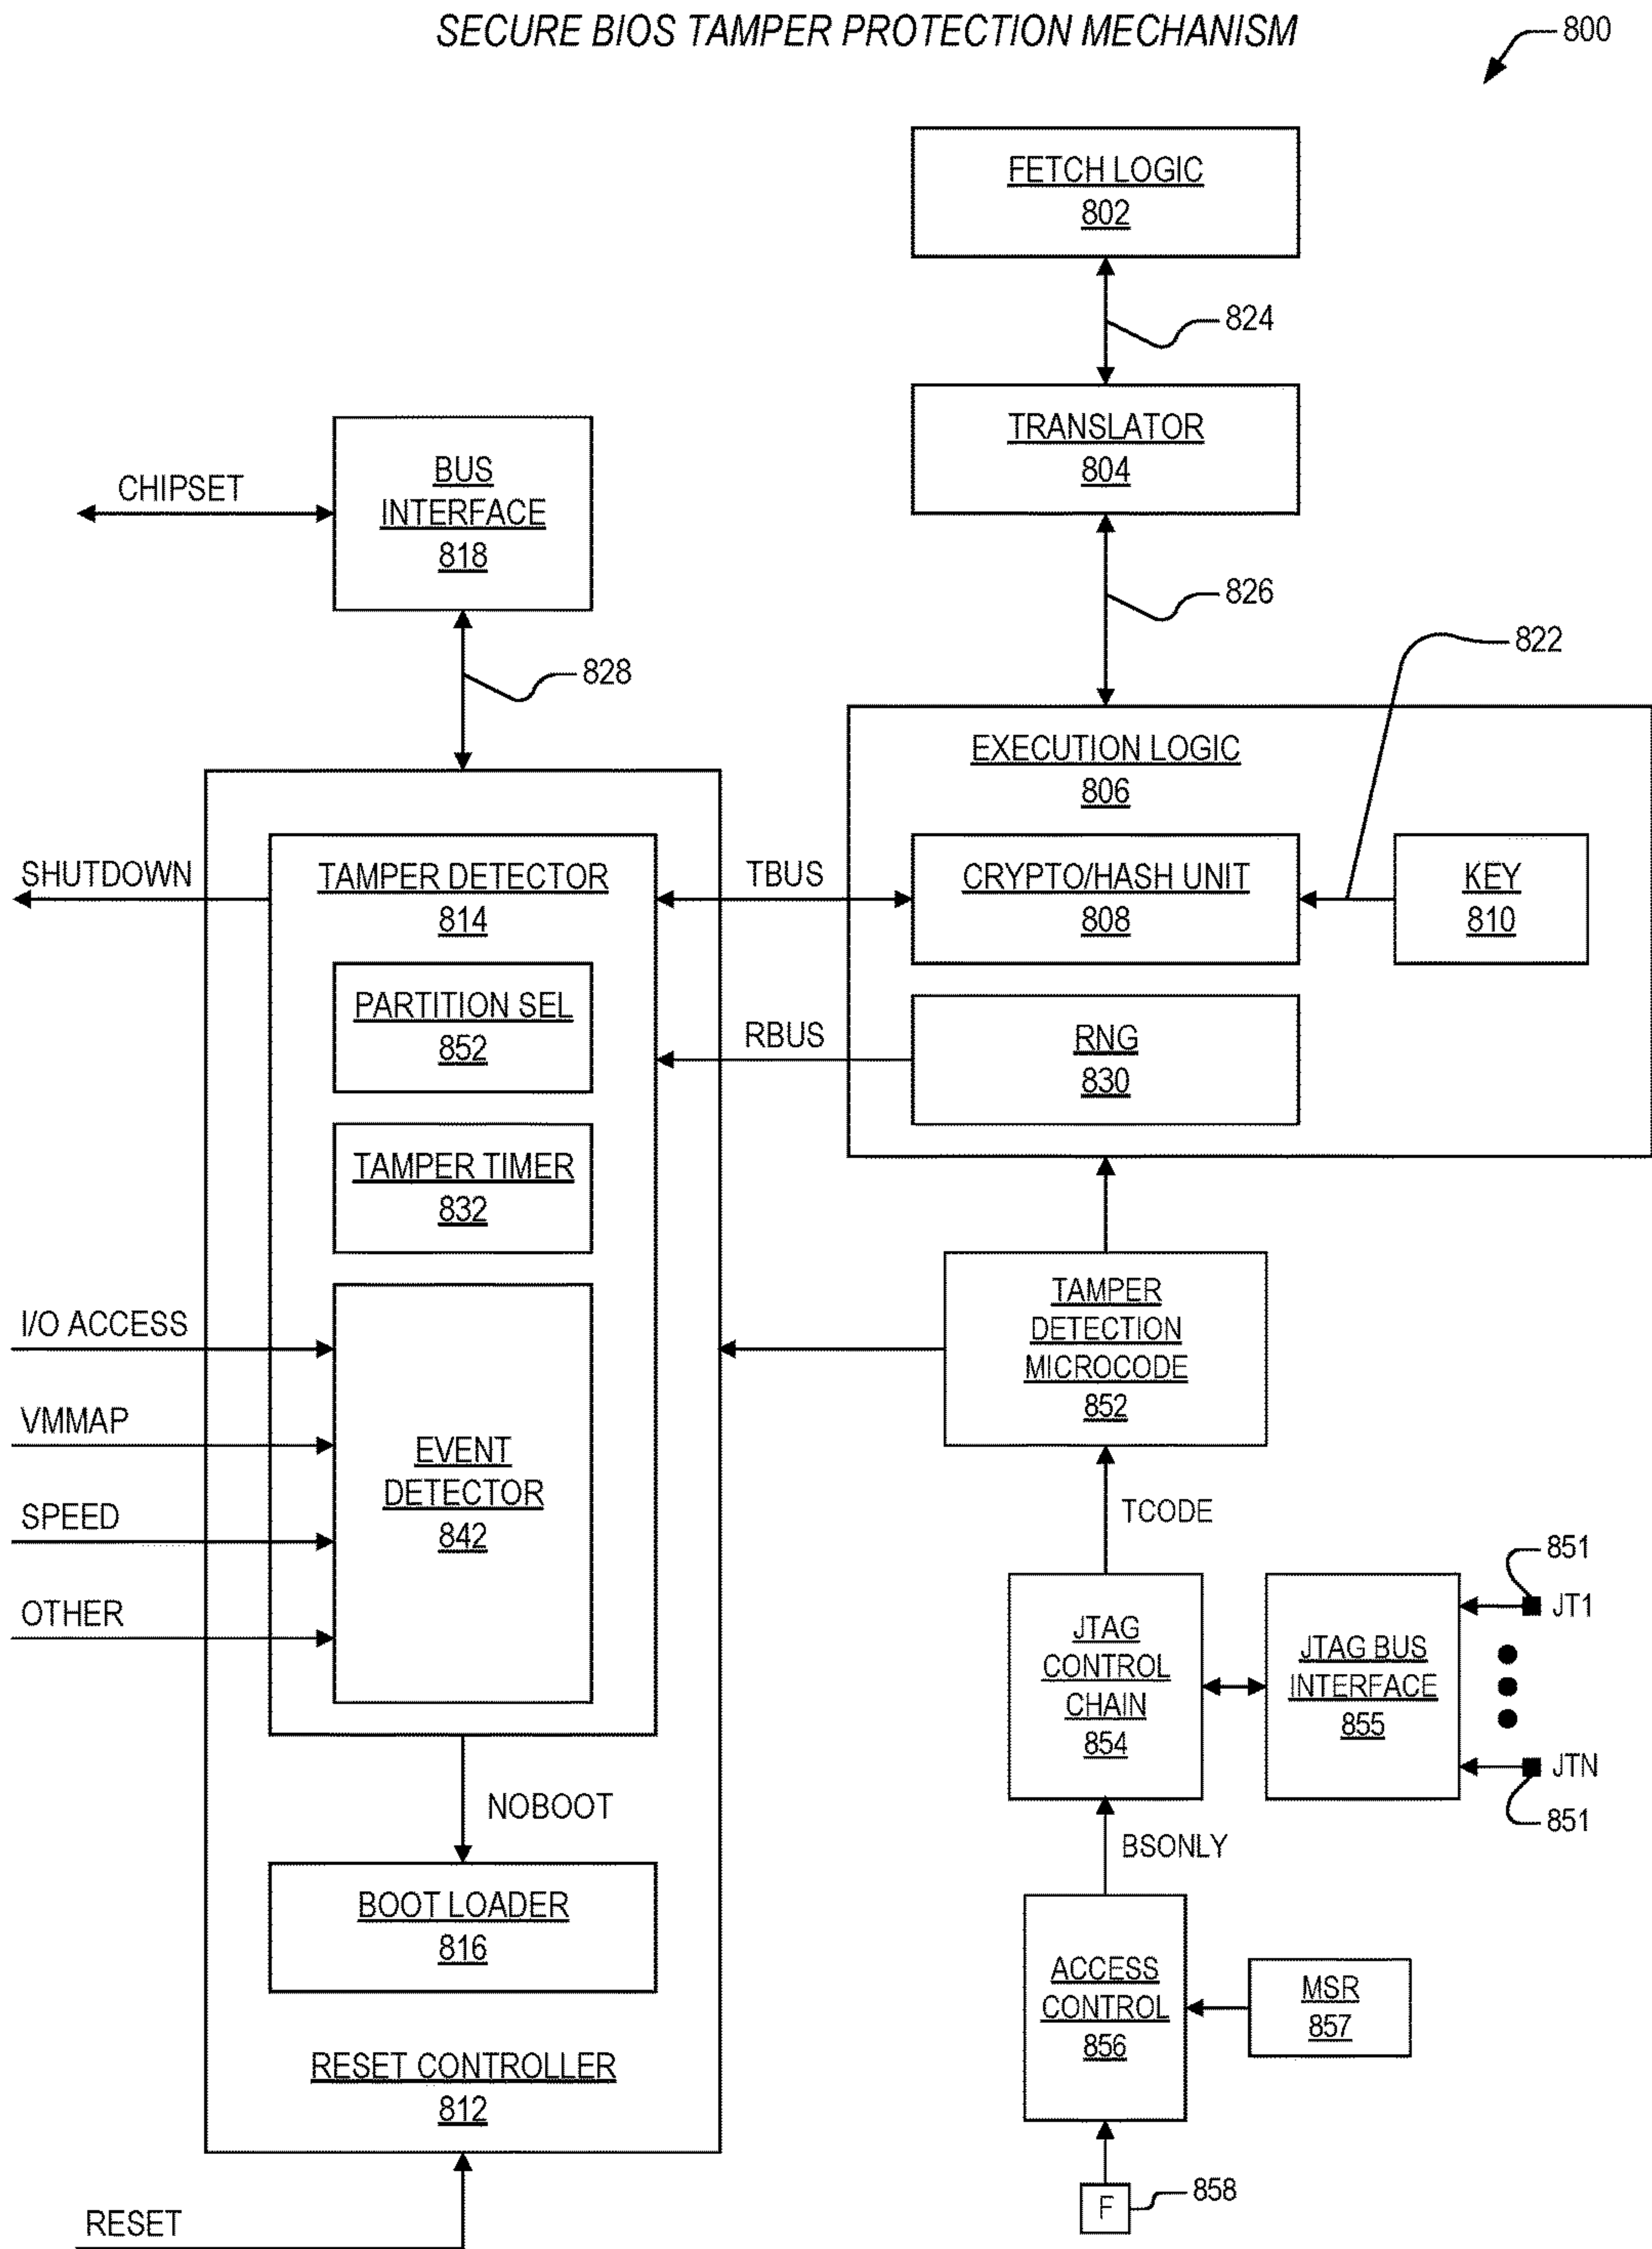 SECURE BIOS TAMPER PROTECTION MECHANISM
800
FETCH LOGIC
802
824
TRANSLATOR
804
CHIPSET
BUS
INTERFACE
818
826
822
828
EXECUTION LOGIC
806
SHUTDOWN
TAMPER DETECTOR
814
TBUS
CRYPTO/HASH UNIT
808
KEY
810
PARTITION SEL
852
RBUS
RNG
830
TAMPER TIMER
832
TAMPER
DETECTION
MICROCODE
852
I/O ACCESS
VMMAP
SPEED
OTHER
EVENT
DETECTOR
842
TCODE
JTAG
CONTROL
CHAIN
854
JTAG BUS
INTERFACE
855
851
JT1
JTN
851
NOBOOT
BSONLY
BOOT LOADER
816
ACCESS
CONTROL
856
MSR
857
RESET CONTROLLER
812
F
858
RESET